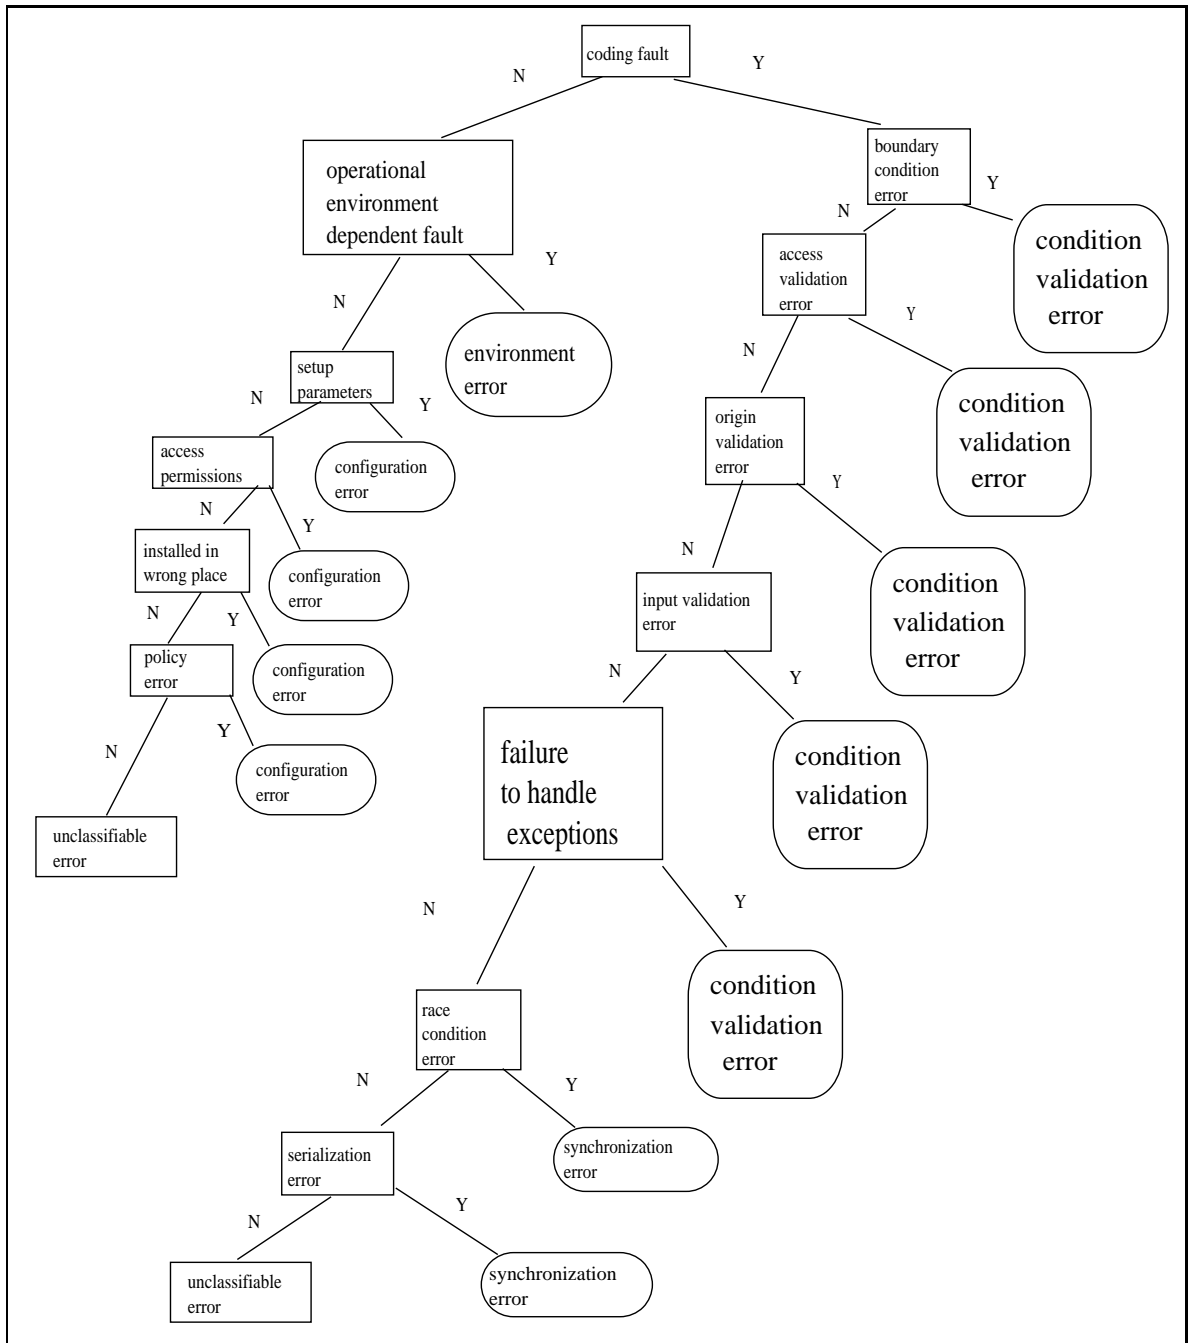 coding fault
N
Y
operational
environment
dependent fault
boundary
condition
error
Y
N
condition
validation
error
access
validation
error
Y
N
Y
N
environment
error
setup
parameters
condition
validation
error
N
Y
origin
validation
error
access
permissions
configuration
error
Y
N
Y
N
installed in
wrong place
configuration
error
input validation
error
condition
validation
error
N
Y
policy
error
configuration
error
N
Y
N
Y
configuration
error
failure
to handle
exceptions
condition
validation
error
unclassifiable
error
N
Y
race
condition
error
condition
validation
error
N
Y
serialization
error
synchronization
error
N
Y
unclassifiable
error
synchronization
error